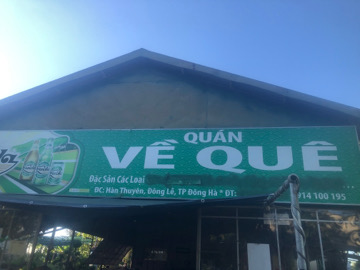 QUÁN
VỀ QUÊ
Đặc Sản Các Loại
ĐC: Hàn Thuyên, Đông Lễ, TP Đông Hà * ĐT:
914 100 195